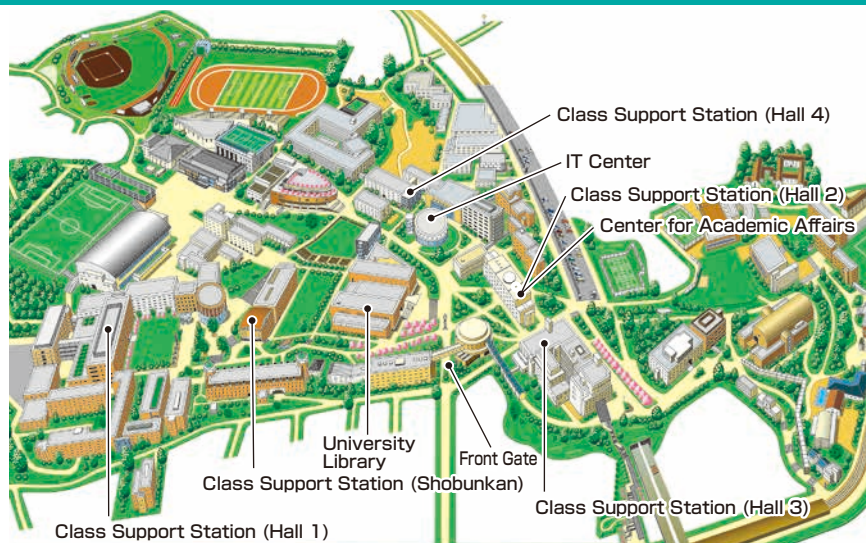 Class Support Station (Hall 4)
IT Center
Class Support Station (Hall 2)
Center for Academic Affairs
University
Library
Front Gate
Class Support Station (Shobunkan)
Class Support Station (Hall 3)
Class Support Station (Hall 1)